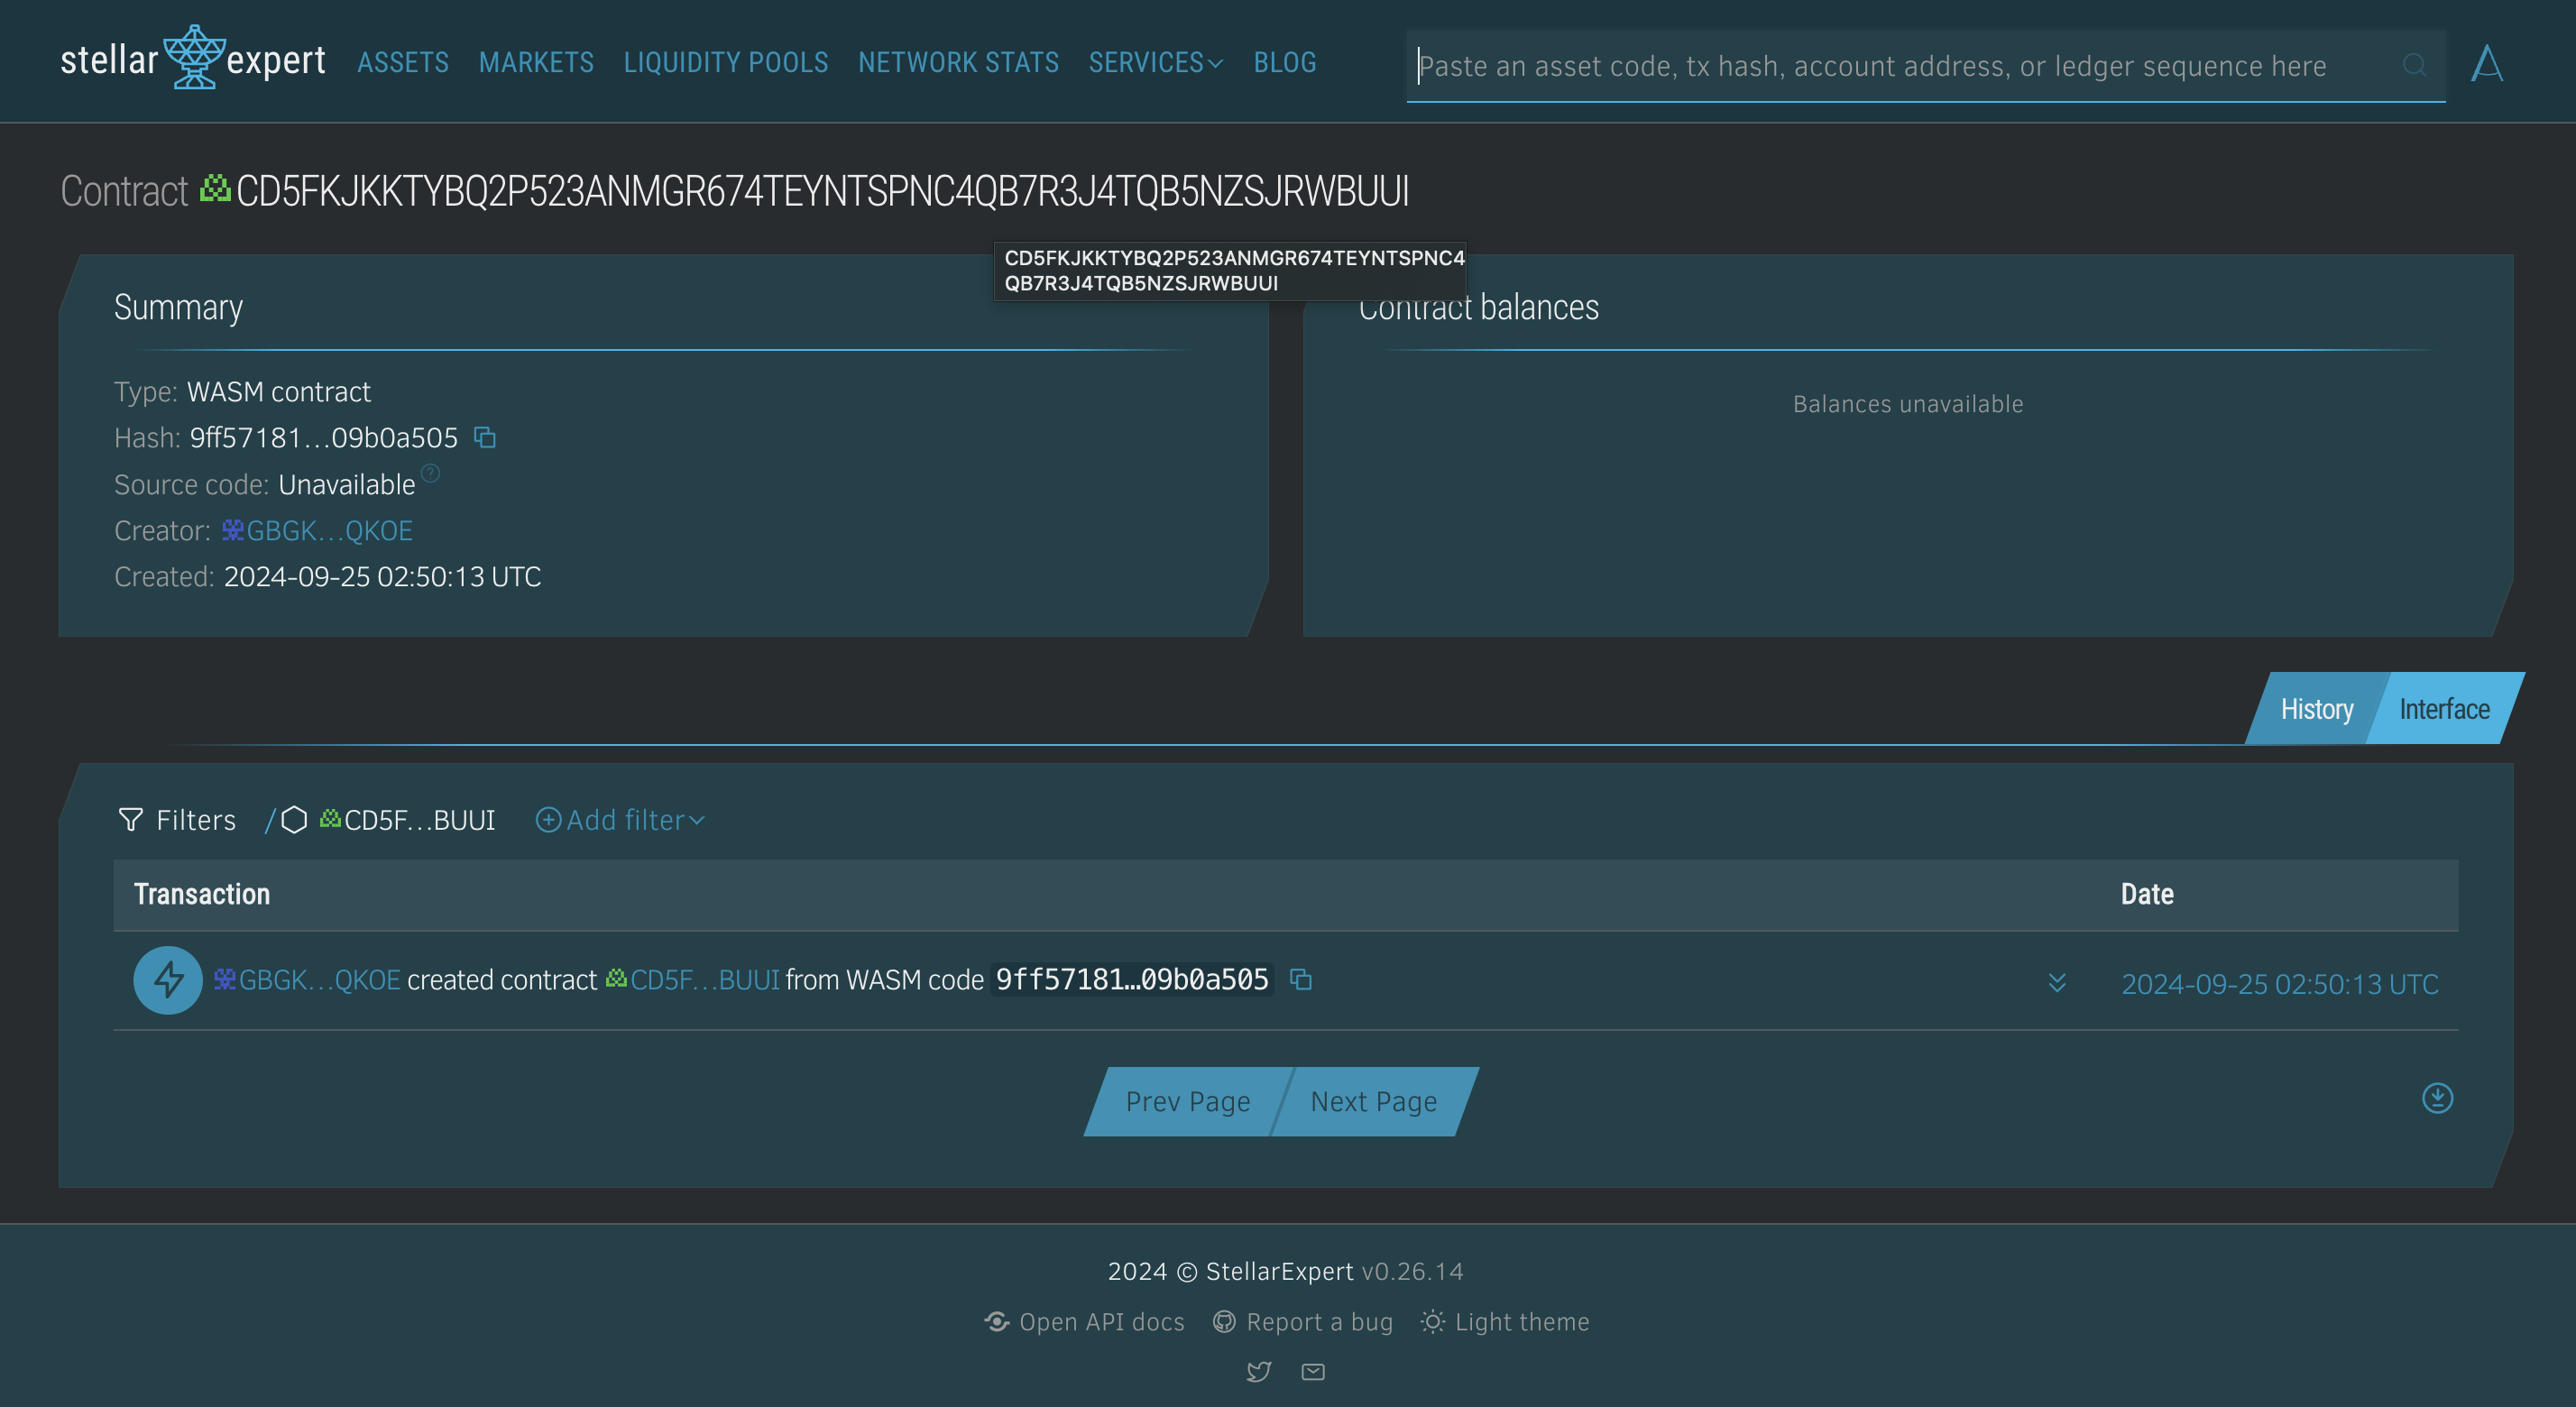 stellar expert ASSETS MARKETS LIQUIDITY POOLS NETWORK STATS SERVICES BLOG Paste an asset code, tx hash, account address, or ledger sequence here
Contract CD5FKJKKTYBQ2P523ANMGR674TEYNTSPNC4QB7R3J4TQB5NZSJRWBUUI
CD5FKJKKTYBQ2P523ANMGR674TEYNTSPNC4
QB7R3J4TQB5NZSJRWBUUI
Summary
Type: WASM contract
Hash: 9ff57181...09b0a505
Source code: Unavailable
Creator: GBGK...QKOE
Created: 2024-09-25 02:50:13 UTC
Contract balances
Balances unavailable
History Interface
Filters / CD5F...BUUI Add filter
Transaction Date
GBGK...QKOE created contract CD5F...BUUI from WASM code 9ff57181…09b0a505 2024-09-25 02:50:13 UTC
Prev Page Next Page
2024 © StellarExpert v0.26.14
Open API docs Report a bug Light theme